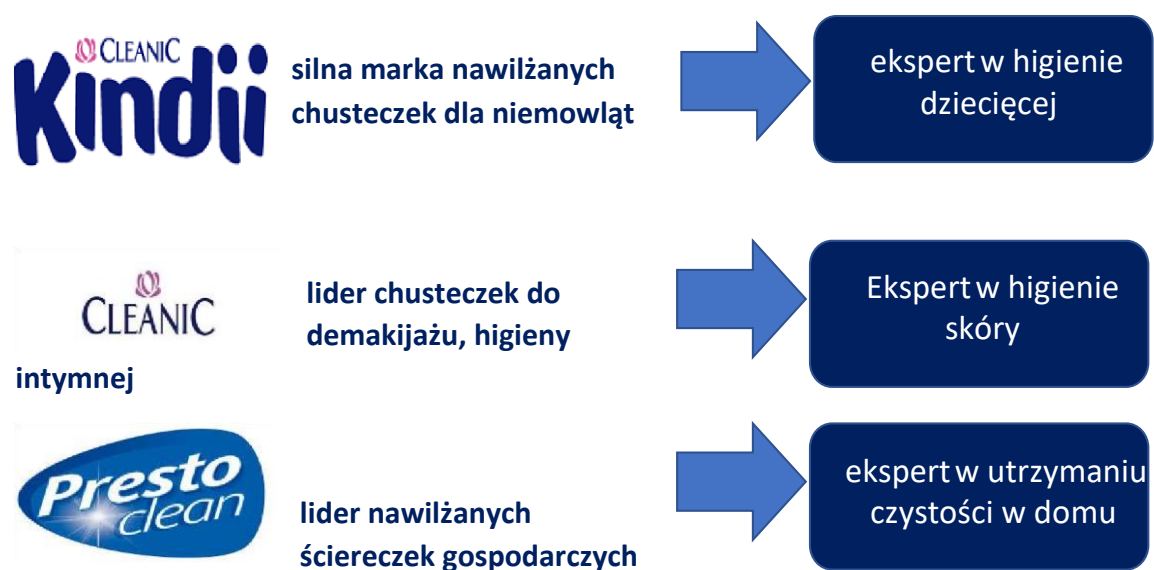 CLEANIC
Kindii
silna marka nawilżanych
chusteczek dla niemowląt
ekspert w higienie
dziecięcej
CLEANIC
lider chusteczek do
demakijażu, higieny
intymnej
Ekspert w higienie
skóry
Presto
clean
lider nawilżanych
ściereczek gospodarczych
ekspert w utrzymaniu
czystości w domu